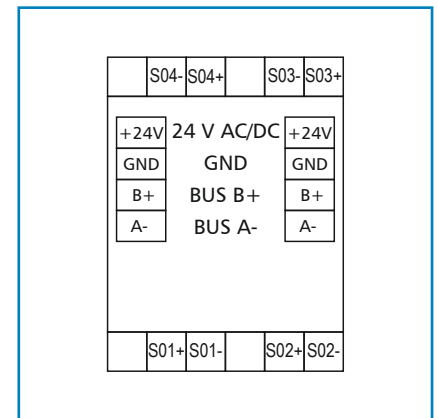 S04- S04+ S03- S03+
+24V 24 V AC/DC +24V
GND GND GND
B+ BUS B+ B+
A- BUS A- A-
S01+ S01- S02+ S02-